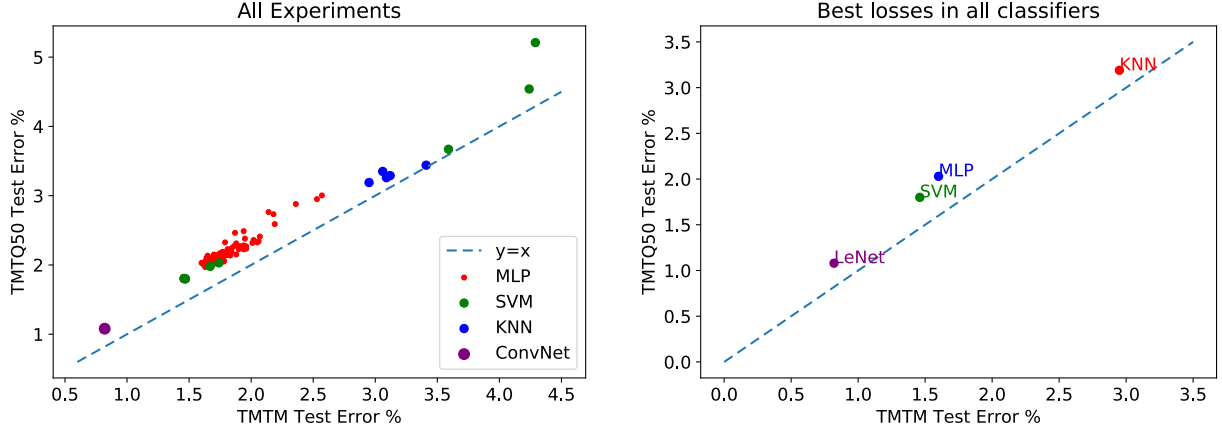 All Experiments
TMTQ50 Test Error %
5
4
3
2
1
0.5 1.0 1.5 2.0 2.5 3.0 3.5 4.0 4.5
TMTM Test Error %
y=x
MLP
SVM
KNN
ConvNet
Best losses in all classifiers
TMTQ50 Test Error %
3.5
3.0
2.5
2.0
1.5
1.0
0.5
0.0
KNN
MLP
SVM
LeNet
0.0 0.5 1.0 1.5 2.0 2.5 3.0 3.5
TMTM Test Error %